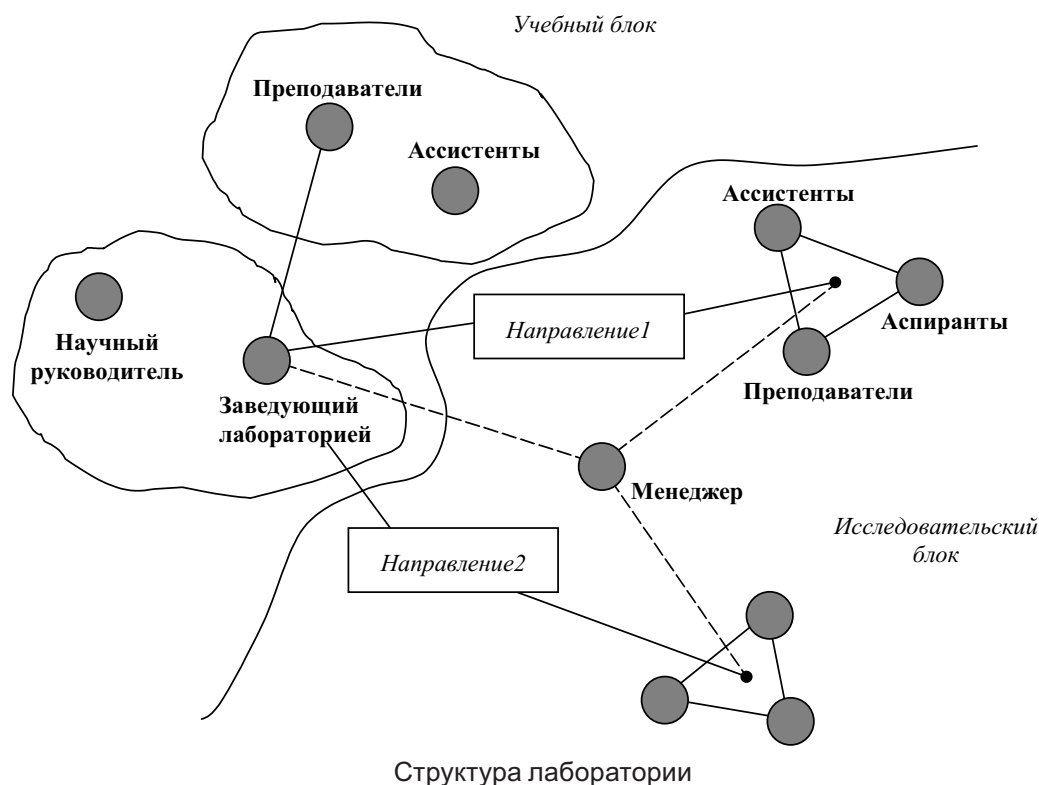 Учебный блок
Преподаватели
Ассистенты
Ассистенты
Научный
руководитель
Направление1
Аспиранты
Заведующий
лабораторией
Преподаватели
Менеджер
Исследовательский
блок
Направление2
Структура лаборатории